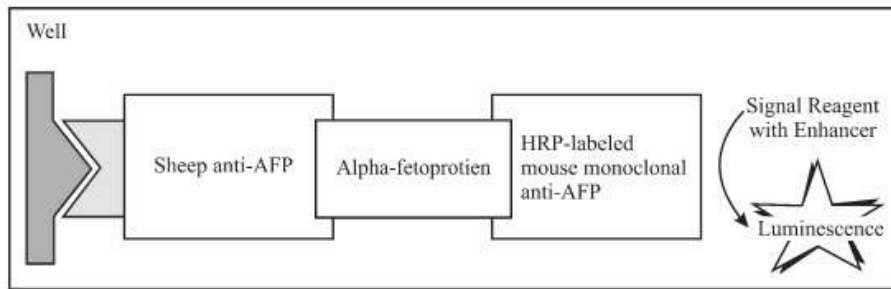 Well
Sheep anti-AFP
Alpha-fetoprotien
HRP-labeled
mouse monoclonal
anti-AFP
Signal Reagent
with Enhancer
Luminescence